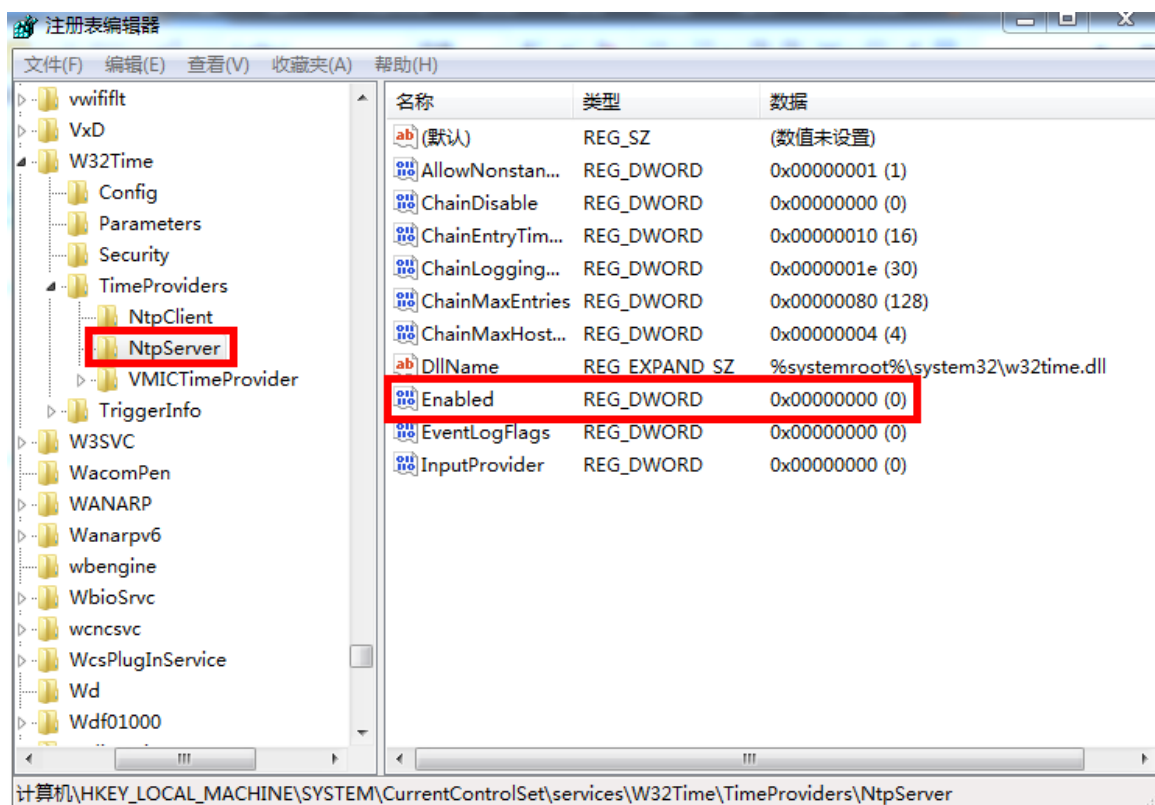 注册表编辑器
文件(F) 编辑(E) 查看(V) 收藏夹(A) 帮助(H)
vwififlt
VxD
W32Time
Config
Parameters
Security
TimeProviders
NtpClient
NtpServer
VMICTimeProvider
TriggerInfo
W3SVC
WacomPen
WANARP
Wanarpv6
wbengine
WbioSrvc
wcncsvc
WcsPlugInService
Wd
Wdf01000
名称 类型 数据
(默认) REG_SZ (数值未设置)
AllowNonstan... REG_DWORD 0x00000001 (1)
ChainDisable REG_DWORD 0x00000000 (0)
ChainEntryTim... REG_DWORD 0x00000010 (16)
ChainLogging... REG_DWORD 0x0000001e (30)
ChainMaxEntries REG_DWORD 0x00000080 (128)
ChainMaxHost... REG_DWORD 0x00000004 (4)
DllName REG_EXPAND_SZ %systemroot%\system32\w32time.dll
Enabled REG_DWORD 0x00000000 (0)
EventLogFlags REG_DWORD 0x00000000 (0)
InputProvider REG_DWORD 0x00000000 (0)
计算机\HKEY_LOCAL_MACHINE\SYSTEM\CurrentControlSet\services\W32Time\TimeProviders\NtpServer